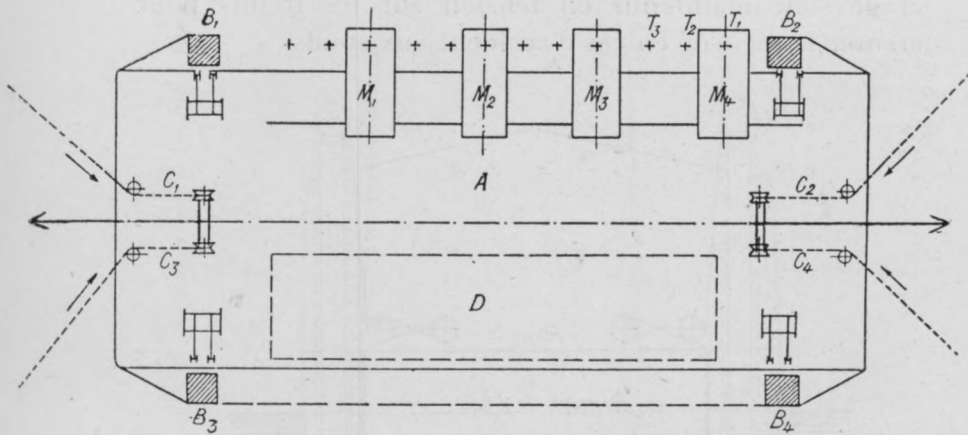 B₁
T₃
T₂
T₁
B₂
M₁
M₂
M₃
M₄
C₁
A
C₂
C₃
C₄
D
B₃
B₄